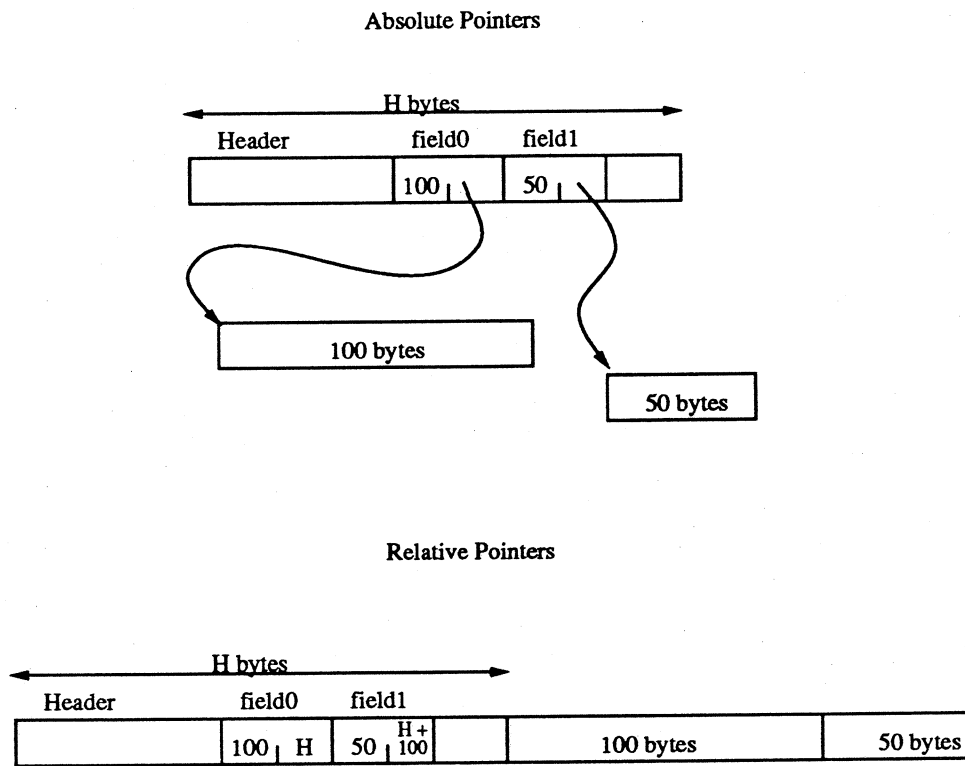 Absolute Pointers
H bytes
Header field0 field1
100 50
100 bytes
50 bytes
Relative Pointers
H bytes
Header field0 field1
100 H 50 H + 100 100 bytes 50 bytes